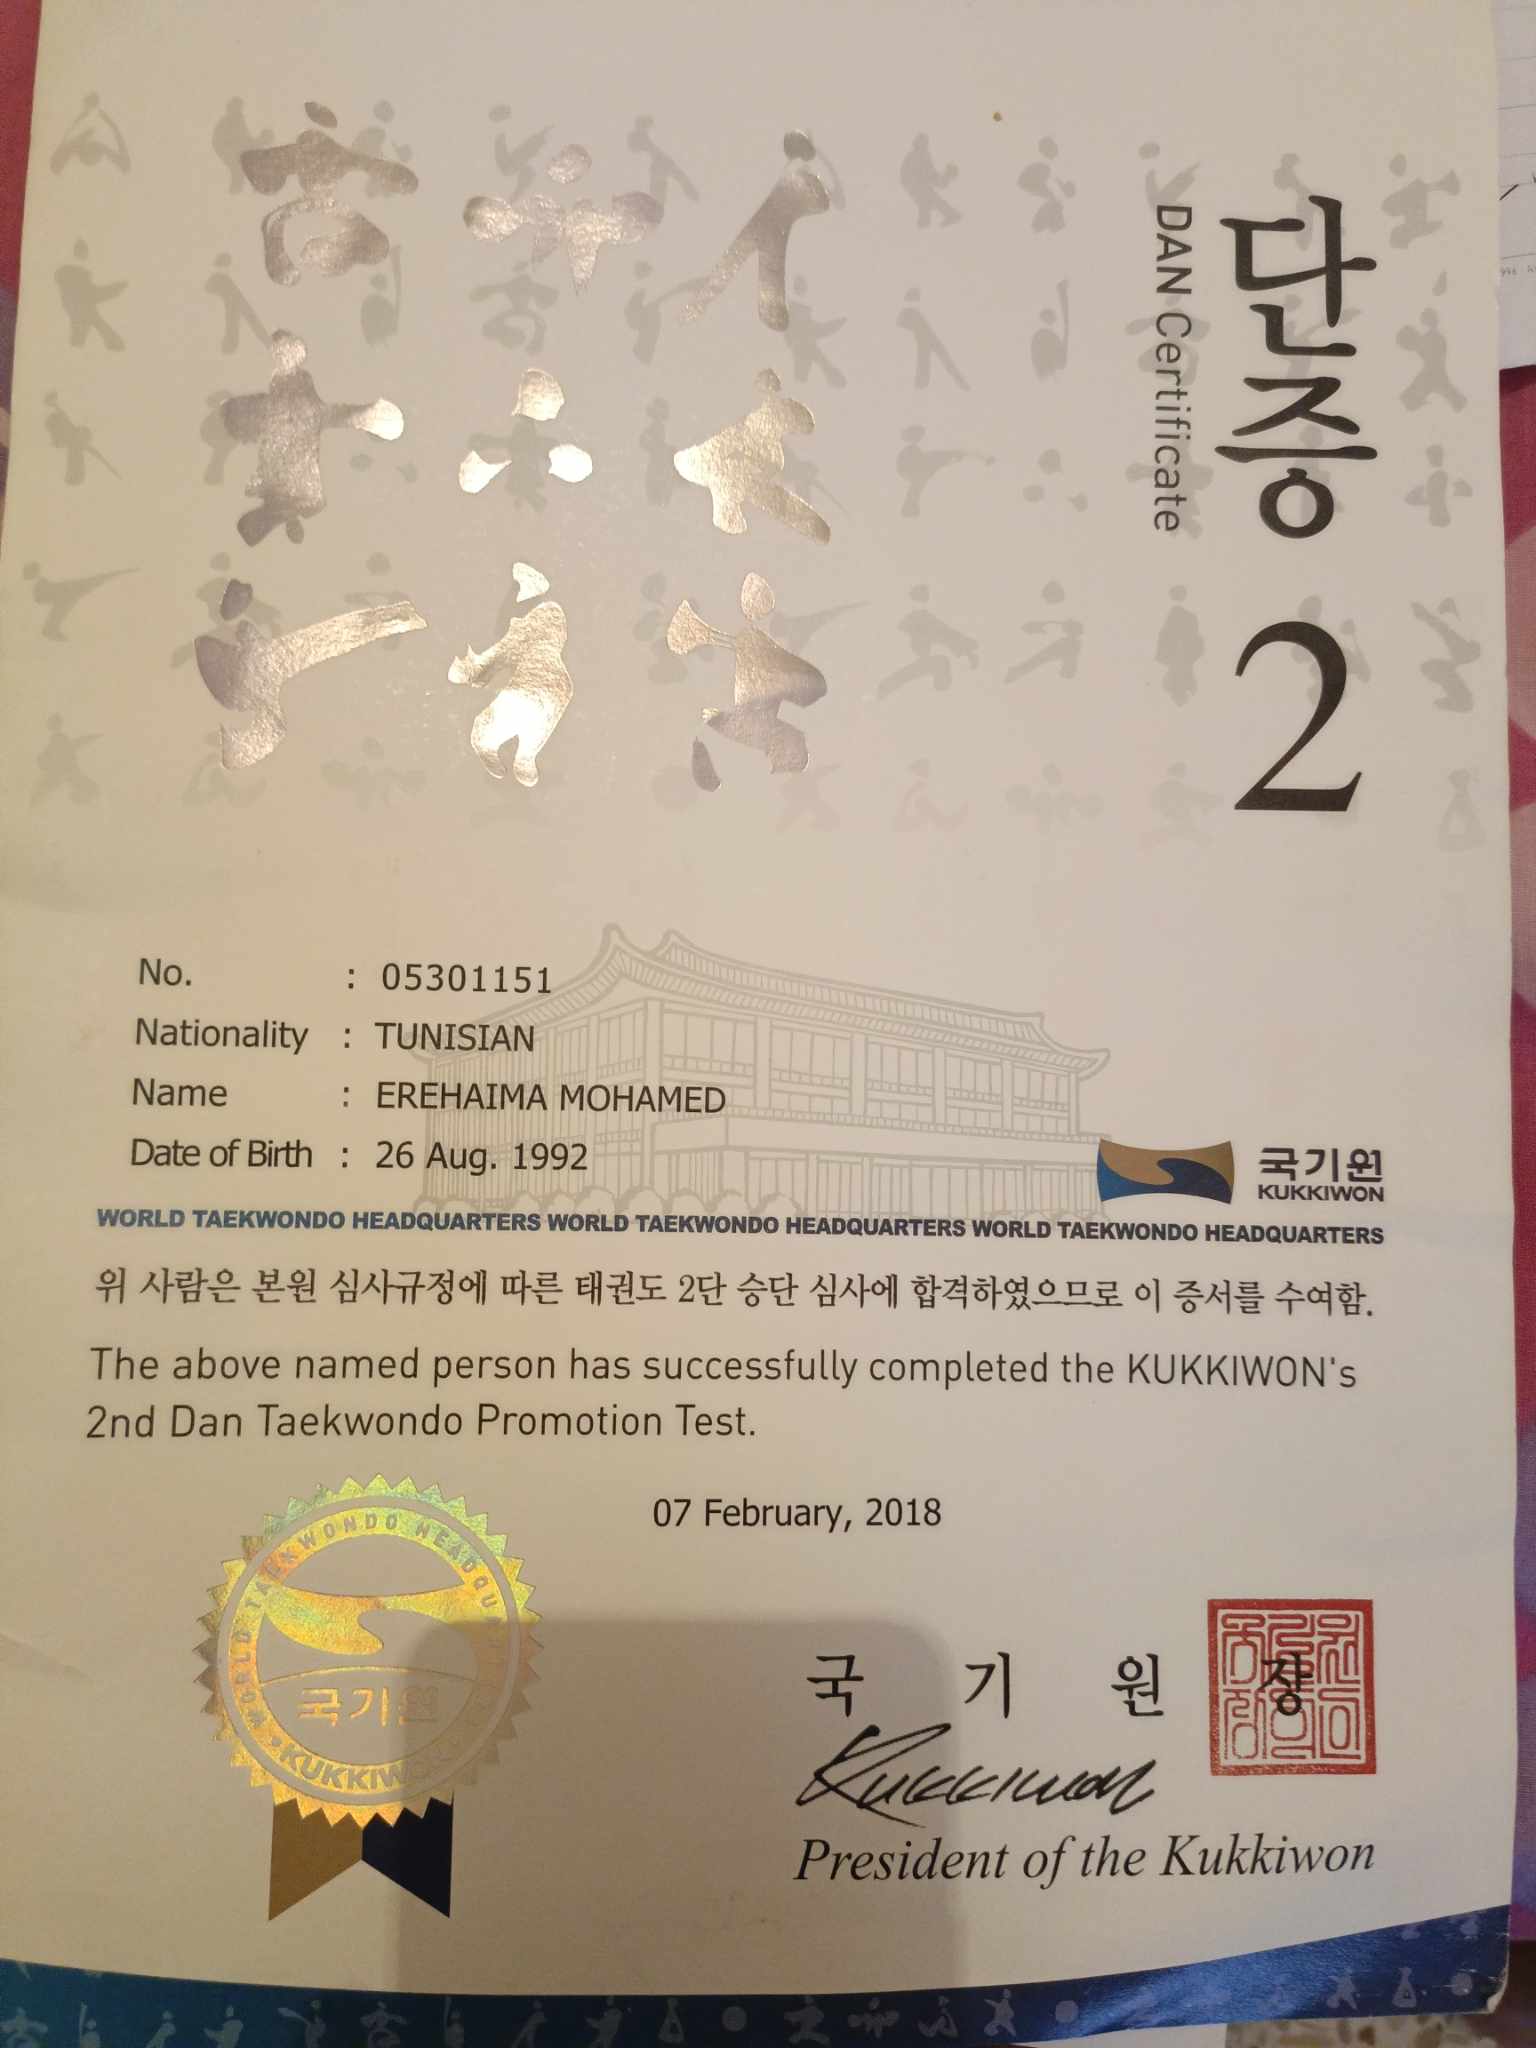 단증
DAN Certificate
2
No. : 05301151
Nationality : TUNISIAN
Name : EREHAIMA MOHAMED
Date of Birth : 26 Aug. 1992
국기원
KUKKIWON
WORLD TAEKWONDO HEADQUARTERS WORLD TAEKWONDO HEADQUARTERS WORLD TAEKWONDO HEADQUARTERS
위 사람은 본원 심사규정에 따른 태권도 2단 승단 심사에 합격하였으므로 이 증서를 수여함.
The above named person has successfully completed the KUKKIWON's
2nd Dan Taekwondo Promotion Test.
07 February, 2018
WORLD TAEKWONDO HEADQUARTERS
국기원
KUKKIWON
국 기 원 장
Kukkiwon
President of the Kukkiwon